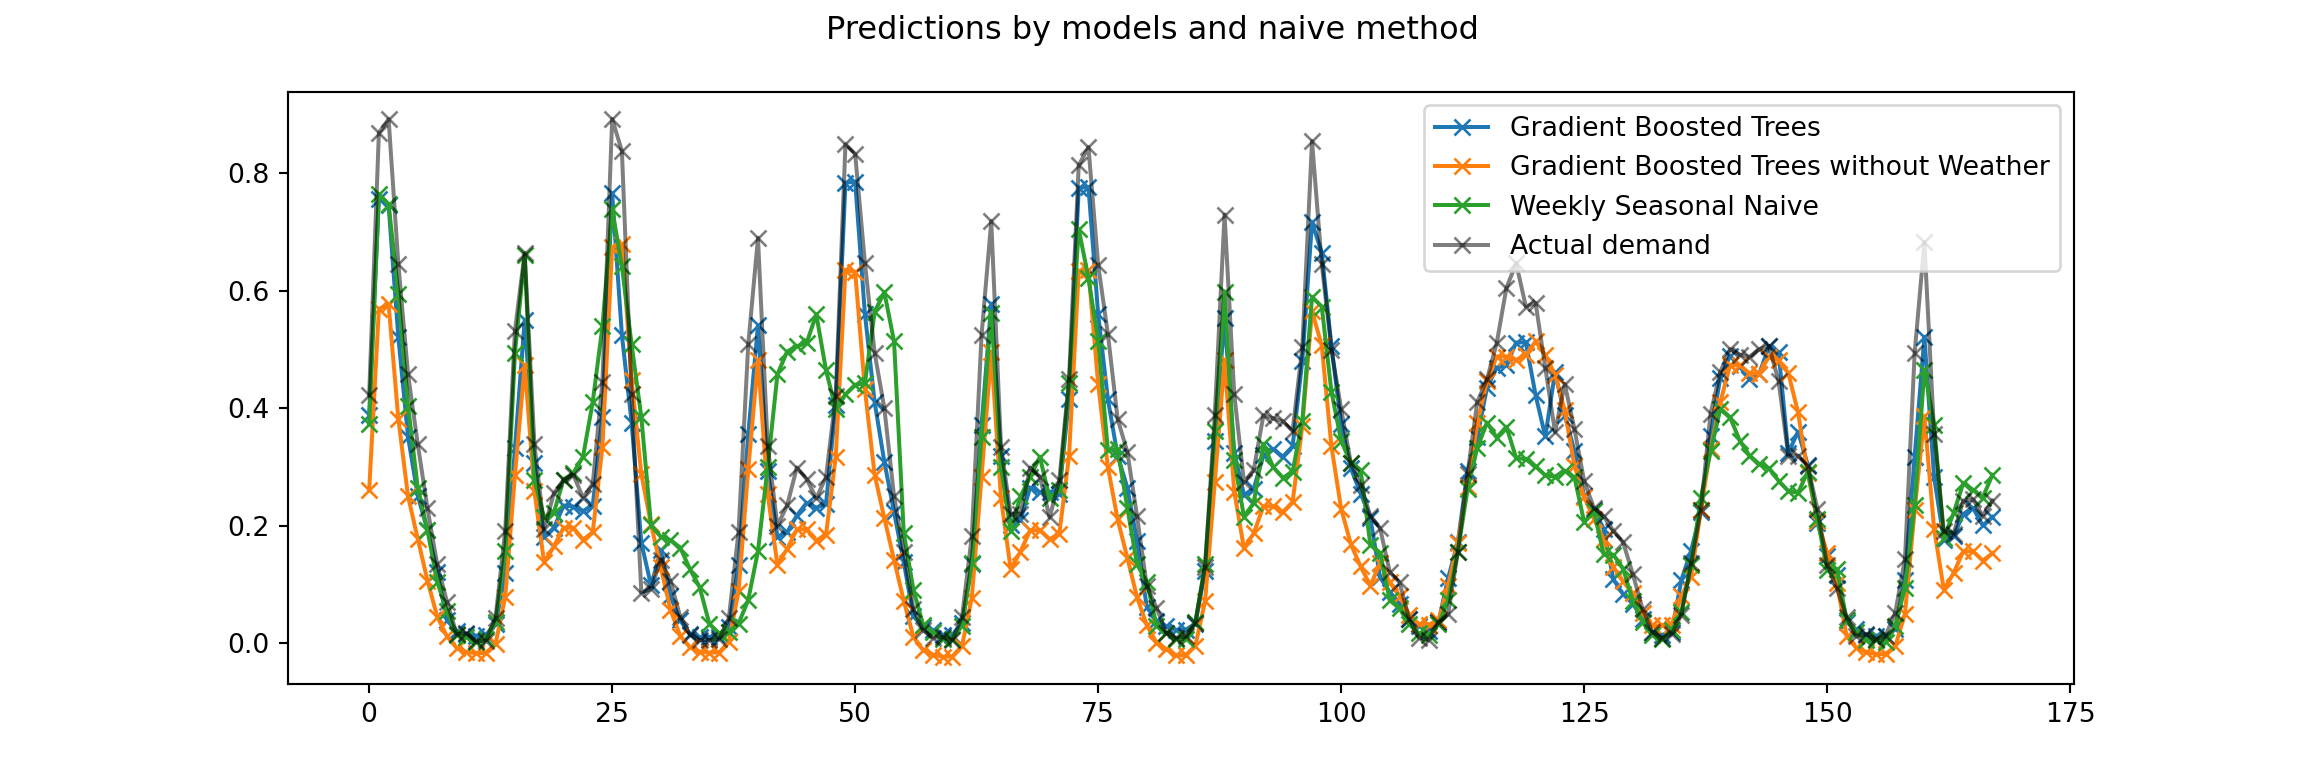 Predictions by models and naive method
Gradient Boosted Trees
Gradient Boosted Trees without Weather
Weekly Seasonal Naive
Actual demand
0.8
0.6
0.4
0.2
0.0
0 25 50 75 100 125 150 175